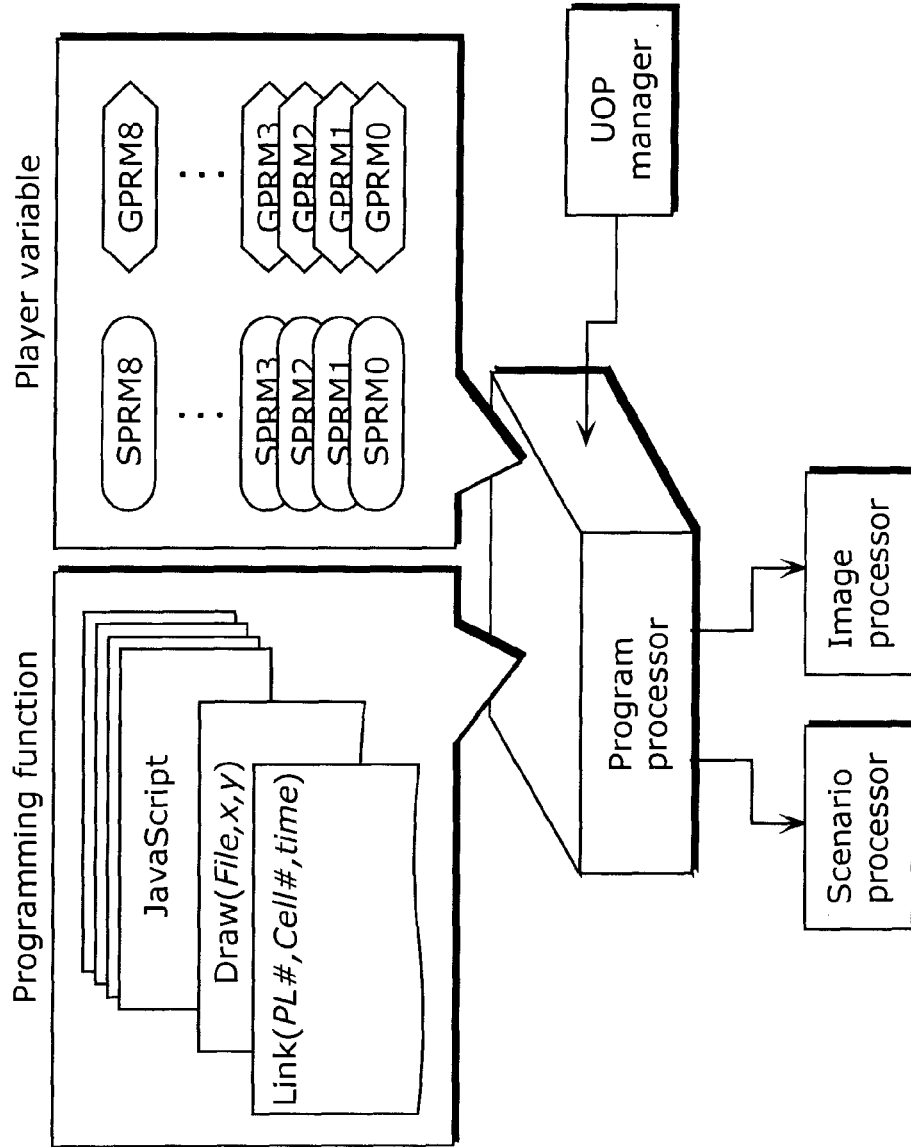 Programming function
JavaScript
Draw(File,x,y)
Link(PL#,Cell#,time)
Player variable
SPRM8
...
SPRM3
SPRM2
SPRM1
SPRM0
GPRM8
...
GPRM3
GPRM2
GPRM1
GPRM0
Program
processor
UOP
manager
Scenario
processor
Image
processor